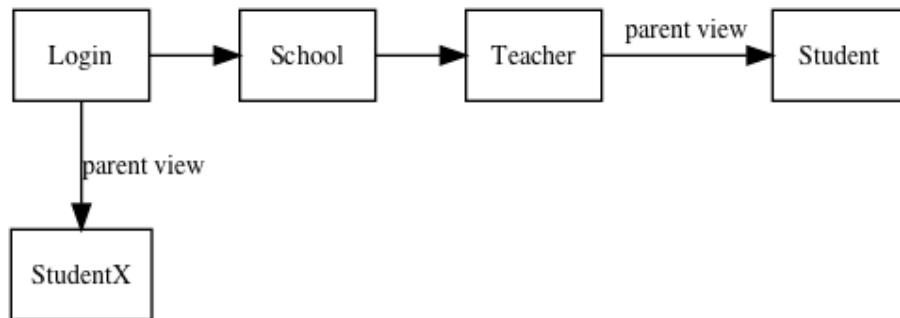 Login
School
Teacher
parent view
Student
parent view
StudentX